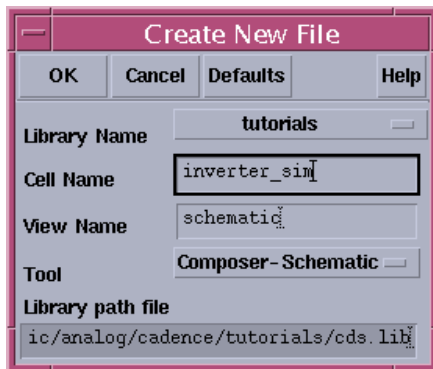 Create New File
OK Cancel Defaults Help
Library Name tutorials
Cell Name inverter_sim
View Name schematic
Tool Composer-Schematic
Library path file
ic/analog/cadence/tutorials/cds.lib